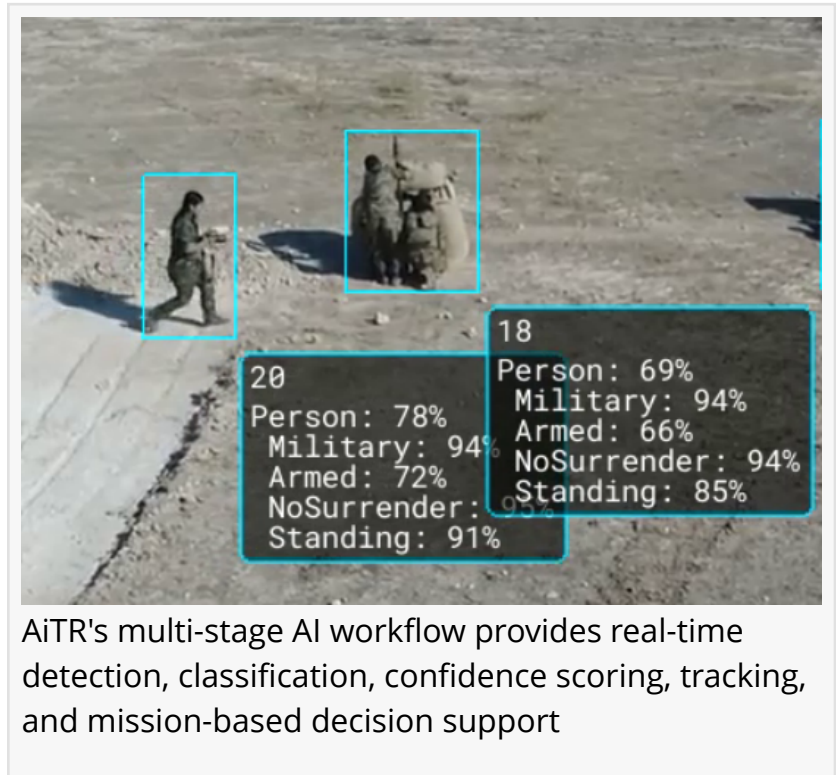 18
Person: 69%
Military: 94%
Armed: 66%
NoSurrender: 94%
Standing: 85%
20
Person: 78%
Military: 94%
Armed: 72%
NoSurrender: 95%
Standing: 91%
AiTR's multi-stage AI workflow provides real-time
detection, classification, confidence scoring, tracking,
and mission-based decision support